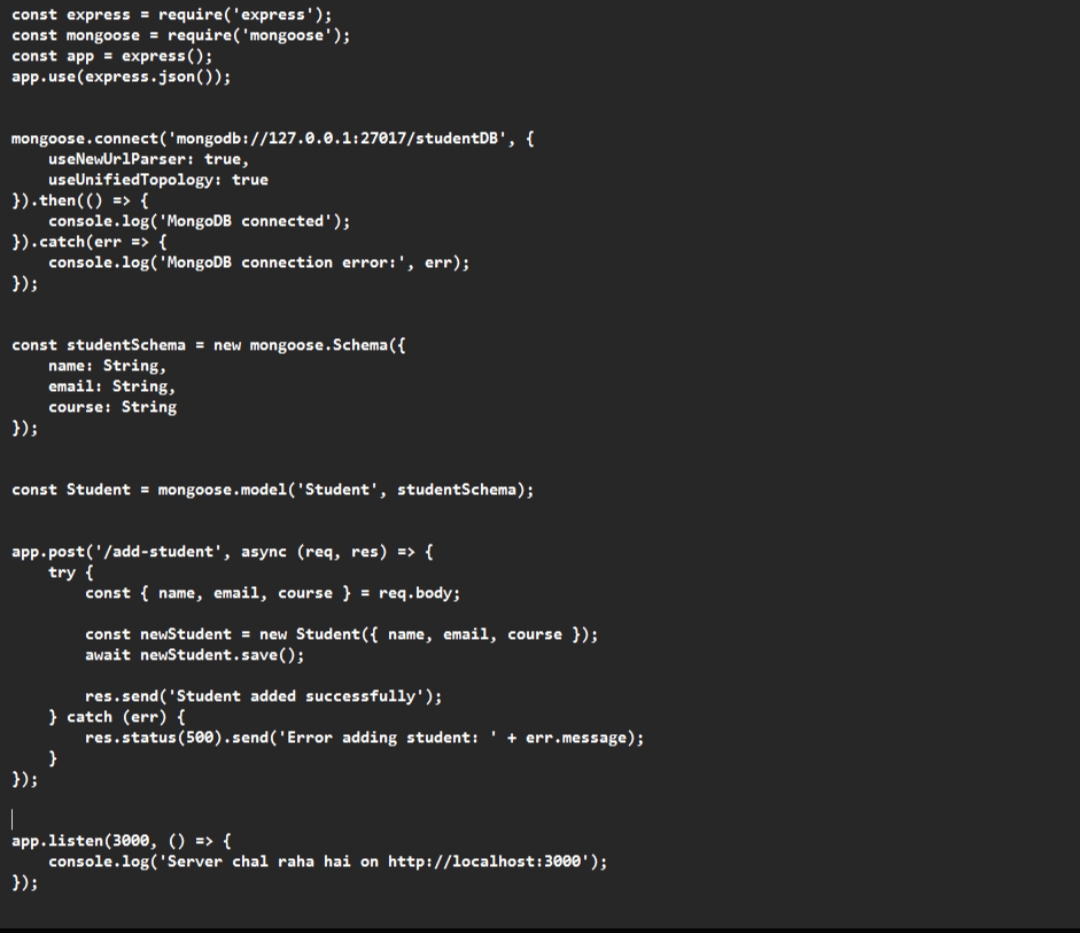 const express = require('express');
const mongoose = require('mongoose');
const app = express();
app.use(express.json());
mongoose.connect('mongodb://127.0.0.1:27017/studentDB', {
    useNewUrlParser: true,
    useUnifiedTopology: true
}).then(() => {
    console.log('MongoDB connected');
}).catch(err => {
    console.log('MongoDB connection error:', err);
});
const studentSchema = new mongoose.Schema({
    name: String,
    email: String,
    course: String
});
const Student = mongoose.model('Student', studentSchema);
app.post('/add-student', async (req, res) => {
    try {
        const { name, email, course } = req.body;
        const newStudent = new Student({ name, email, course });
        await newStudent.save();
        res.send('Student added successfully');
    } catch (err) {
        res.status(500).send('Error adding student: ' + err.message);
    }
});
app.listen(3000, () => {
    console.log('Server chal raha hai on http://localhost:3000');
});